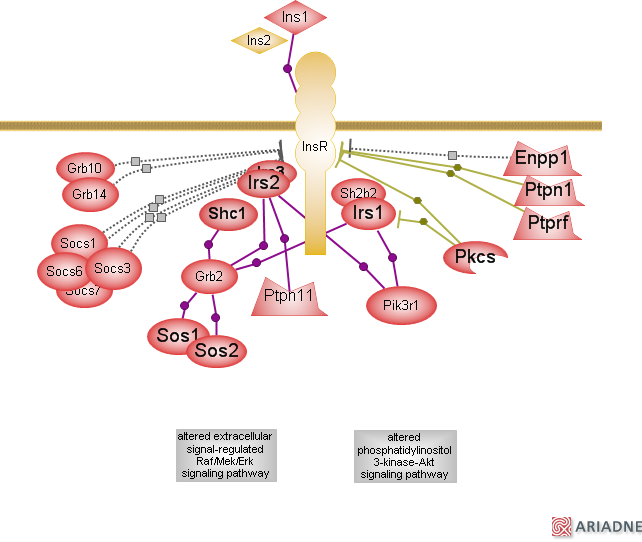 Ins1
Ins2
InsR
Enpp1
Grb10
Ptpn1
Grb14
Irs2
Sh2b2
Shc1
Irs1
Ptprf
Socs1
Pkcs
Socs6
Socs3
Socs7
Grb2
Ptpn11
Pik3r1
Sos1
Sos2
altered extracellular
signal-regulated
Raf/Mek/Erk
signaling pathway
altered
phosphatidylinositol
3-kinase-Akt
signaling pathway
ARIADNE